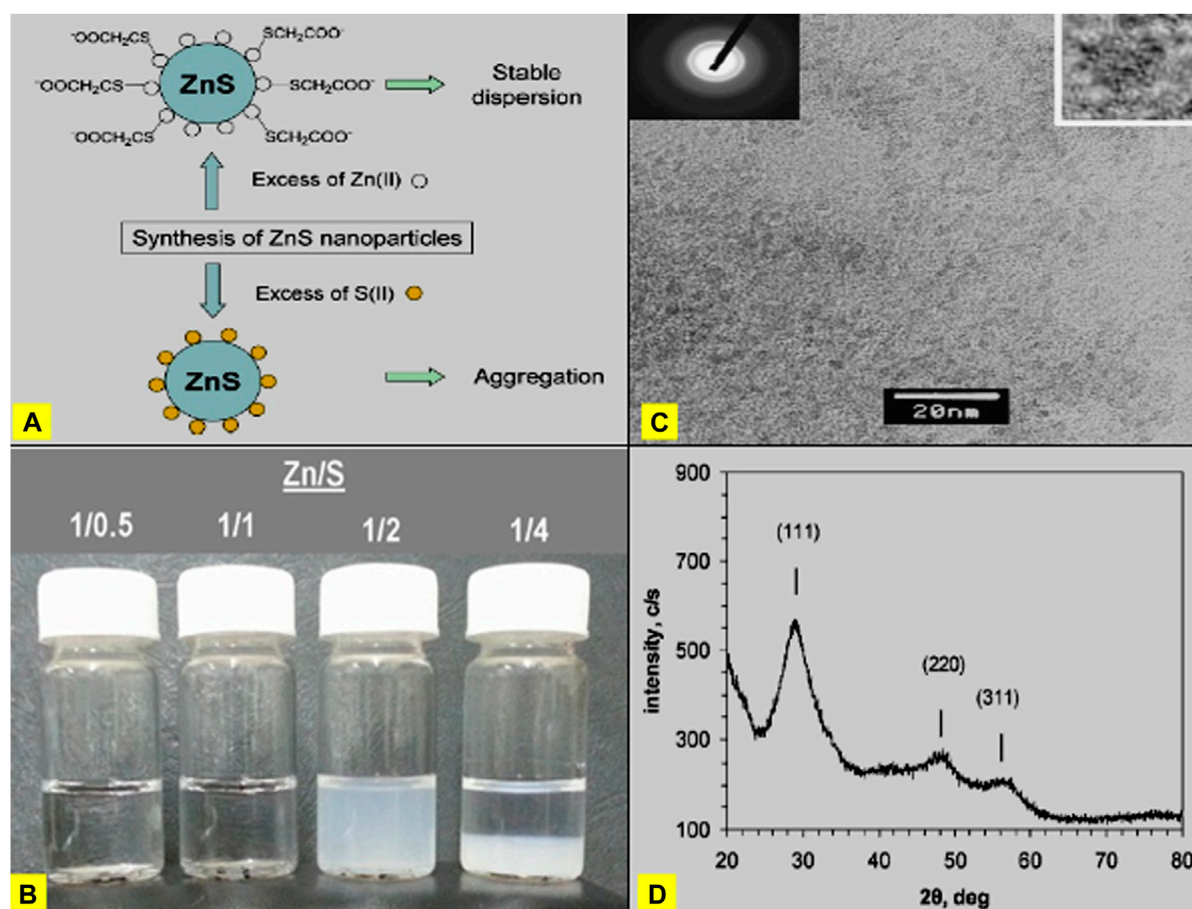 ⁻OOCH₂CS
SCH₂COO⁻
⁻OOCH₂CS
ZnS
SCH₂COO⁻
Stable
dispersion
⁻OOCH₂CS
SCH₂COO⁻
Excess of Zn(II)
Synthesis of ZnS nanoparticles
Excess of S(II)
ZnS
Aggregation
A
20nm
C
Zn/S
1/0.5 1/1 1/2 1/4
B
900
700
500
300
100
intensity, c/s
(111)
(220)
(311)
20 30 40 50 60 70 80
2θ, deg
D